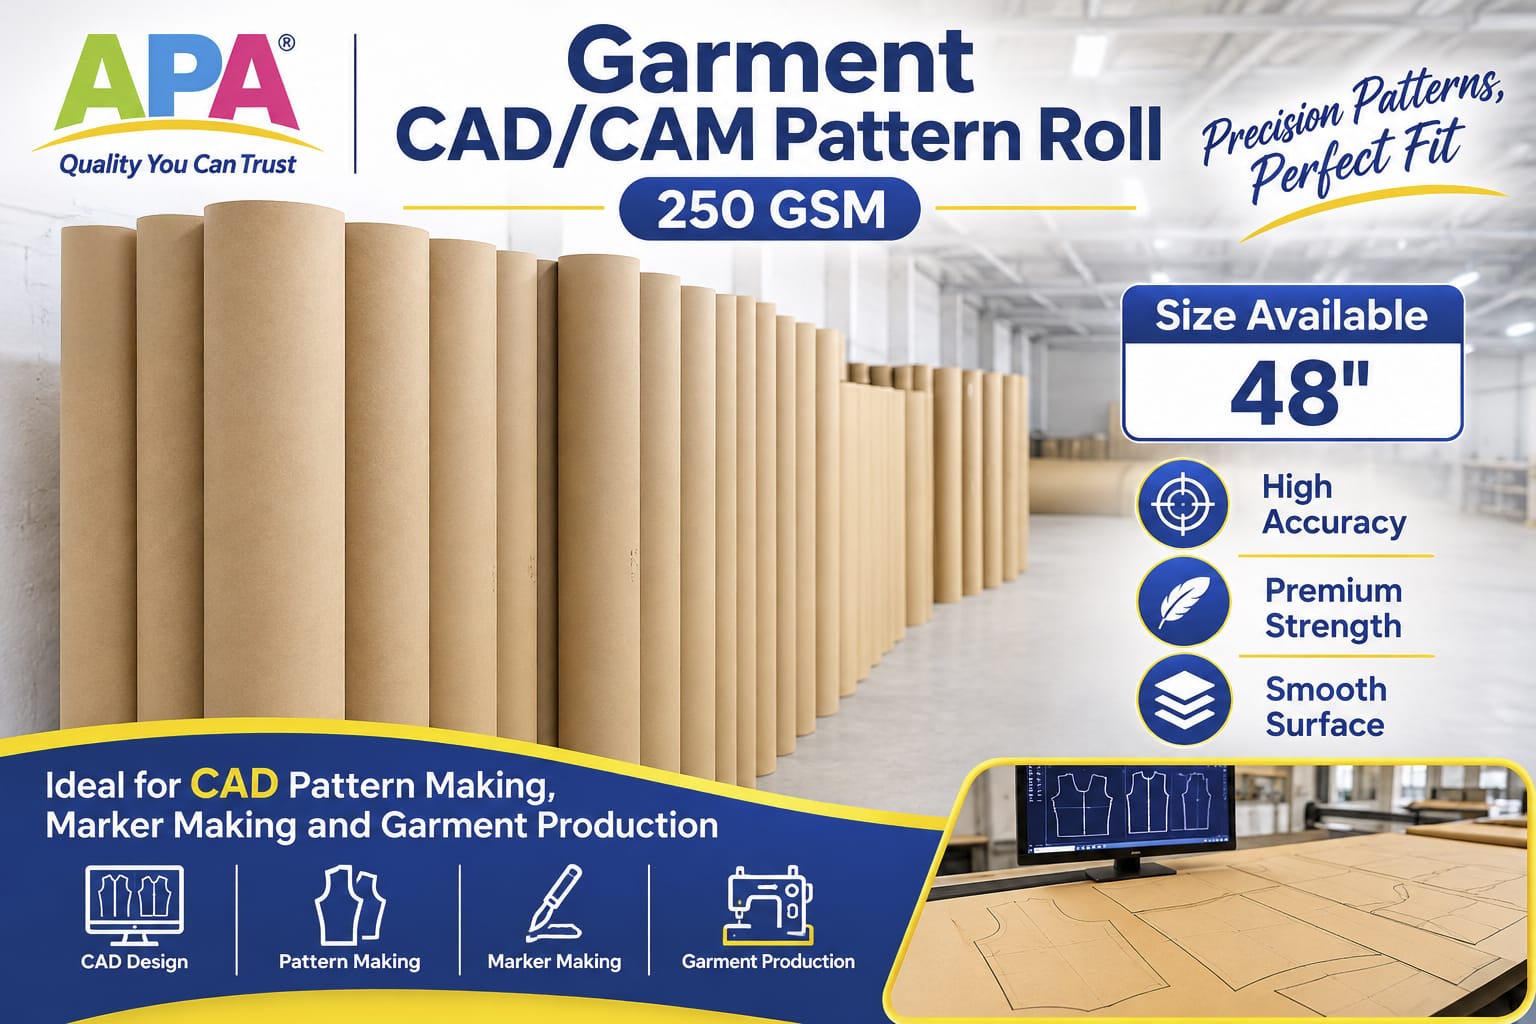 APA®
Quality You Can Trust
Garment
CAD/CAM Pattern Roll
250 GSM
Precision Patterns,
Perfect Fit
Size Available
48"
High
Accuracy
Premium
Strength
Smooth
Surface
Ideal for CAD Pattern Making,
Marker Making and Garment Production
CAD Design
Pattern Making
Marker Making
Garment Production